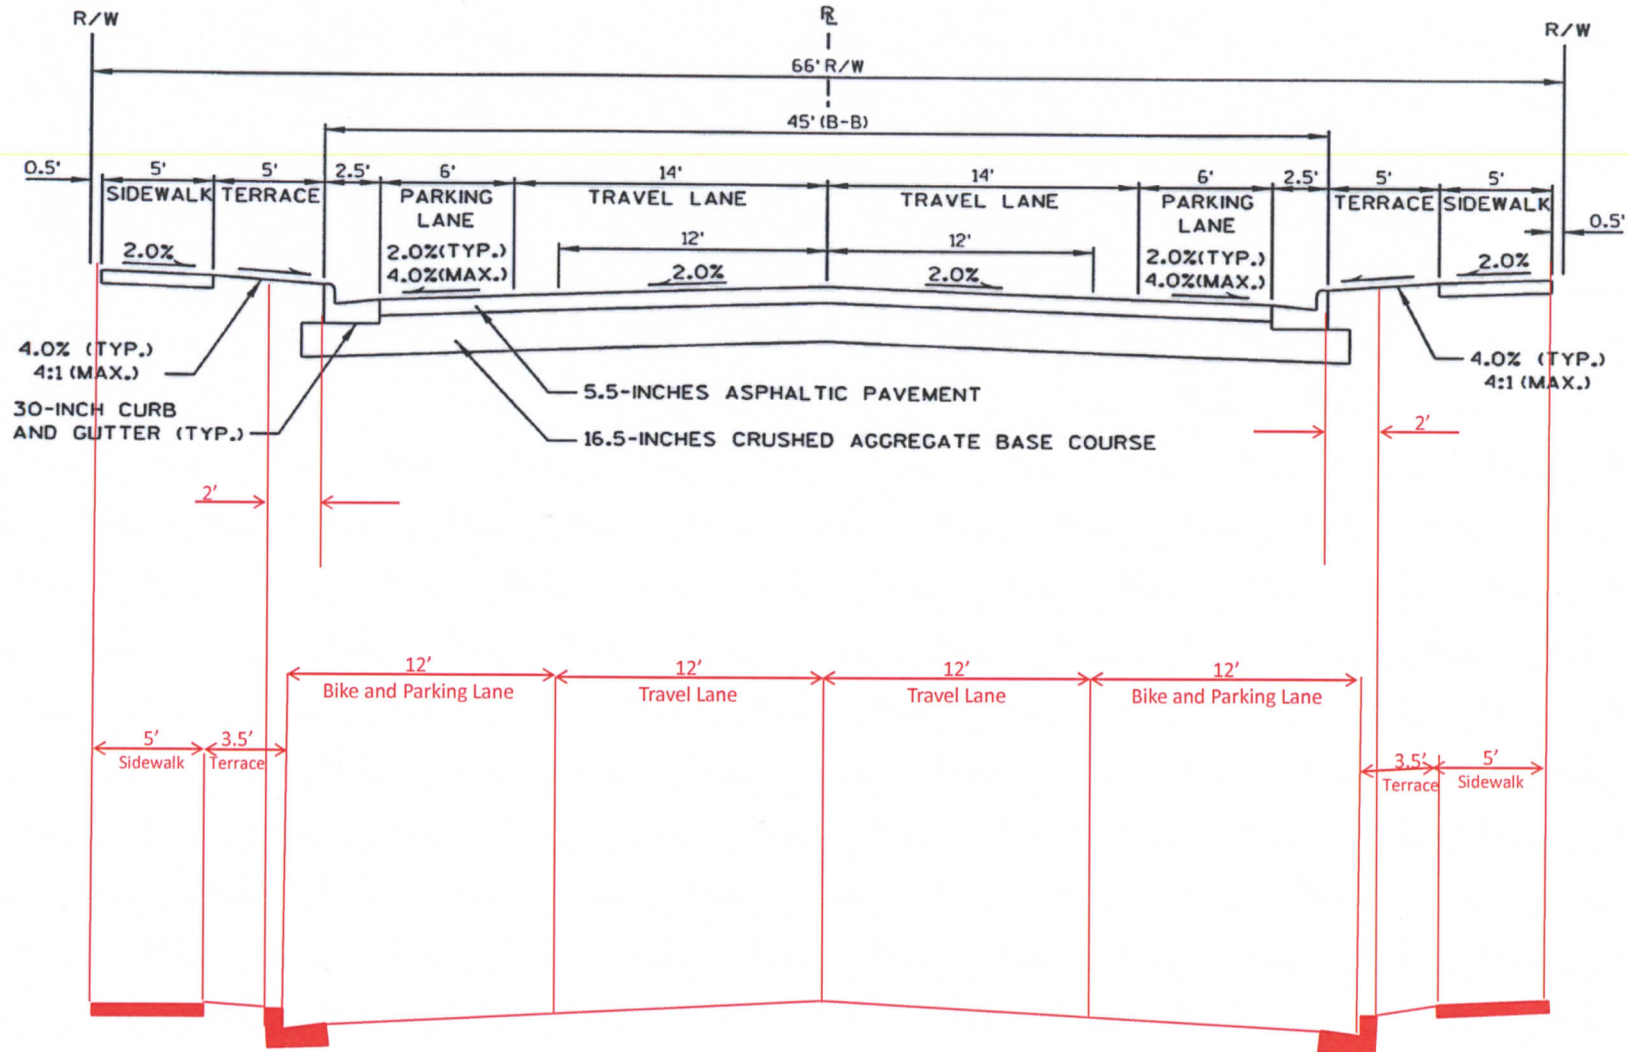 R/W
R
R/W
66' R/W
45' (B-B)
0.5'
5'
5'
2.5'
6'
14'
14'
6'
2.5'
5'
5'
0.5'
SIDEWALK
TERRACE
PARKING
LANE
TRAVEL LANE
TRAVEL LANE
PARKING
LANE
TERRACE
SIDEWALK
12'
12'
2.0%
2.0%(TYP.)
4.0%(MAX.)
2.0%
2.0%
2.0%(TYP.)
4.0%(MAX.)
2.0%
4.0% (TYP.)
4:1 (MAX.)
30-INCH CURB
AND GUTTER (TYP.)
5.5-INCHES ASPHALTIC PAVEMENT
16.5-INCHES CRUSHED AGGREGATE BASE COURSE
4.0% (TYP.)
4:1 (MAX.)
2'
2'
12'
Bike and Parking Lane
12'
Travel Lane
12'
Travel Lane
12'
Bike and Parking Lane
5'
Sidewalk
3.5'
Terrace
3.5'
Terrace
5'
Sidewalk